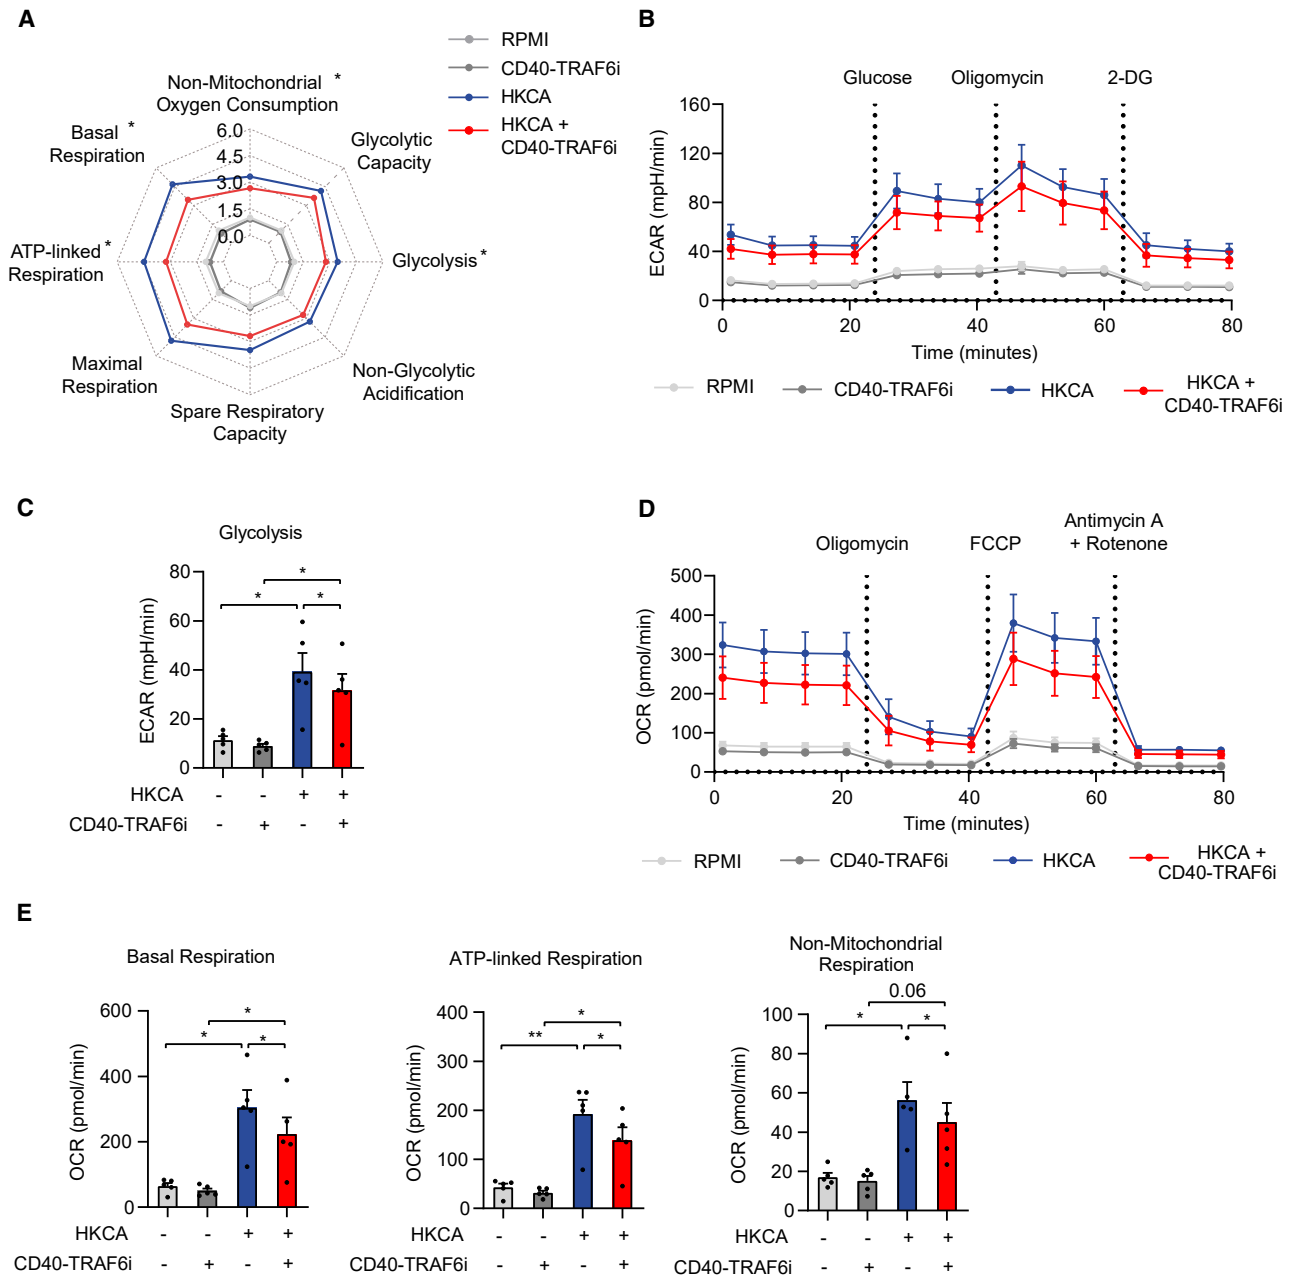 A
RPMI
CD40-TRAF6i
HKCA
HKCA +
CD40-TRAF6i
Non-Mitochondrial *
Oxygen Consumption
Basal *
Respiration
Glycolytic
Capacity
6.0
4.5
3.0
1.5
0.0
ATP-linked *
Respiration
Glycolysis *
Maximal
Respiration
Non-Glycolytic
Acidification
Spare Respiratory
Capacity
B
Glucose
Oligomycin
2-DG
ECAR (mpH/min)
160
120
80
40
0
0 20 40 60 80
Time (minutes)
RPMI
CD40-TRAF6i
HKCA
HKCA +
CD40-TRAF6i
C
Glycolysis
ECAR (mpH/min)
80
60
40
20
0
*
* *
HKCA - - + +
CD40-TRAF6i - + - +
D
Oligomycin
FCCP
Antimycin A
+ Rotenone
OCR (pmol/min)
500
400
300
200
100
0
0 20 40 60 80
Time (minutes)
RPMI
CD40-TRAF6i
HKCA
HKCA +
CD40-TRAF6i
E
Basal Respiration
OCR (pmol/min)
600
400
200
0
*
* *
HKCA - - + +
CD40-TRAF6i - + - +
ATP-linked Respiration
OCR (pmol/min)
400
300
200
100
0
*
** *
HKCA - - + +
CD40-TRAF6i - + - +
Non-Mitochondrial
Respiration
OCR (pmol/min)
100
80
60
40
20
0
0.06
* *
HKCA - - + +
CD40-TRAF6i - + - +